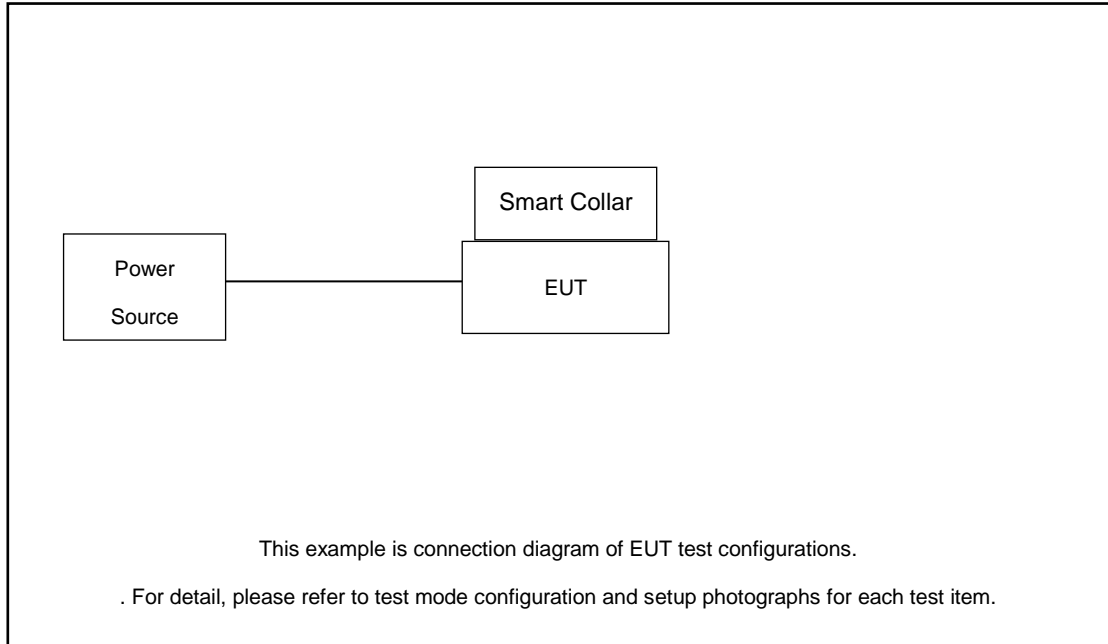 Smart Collar
Power
Source
EUT
This example is connection diagram of EUT test configurations.
. For detail, please refer to test mode configuration and setup photographs for each test item.